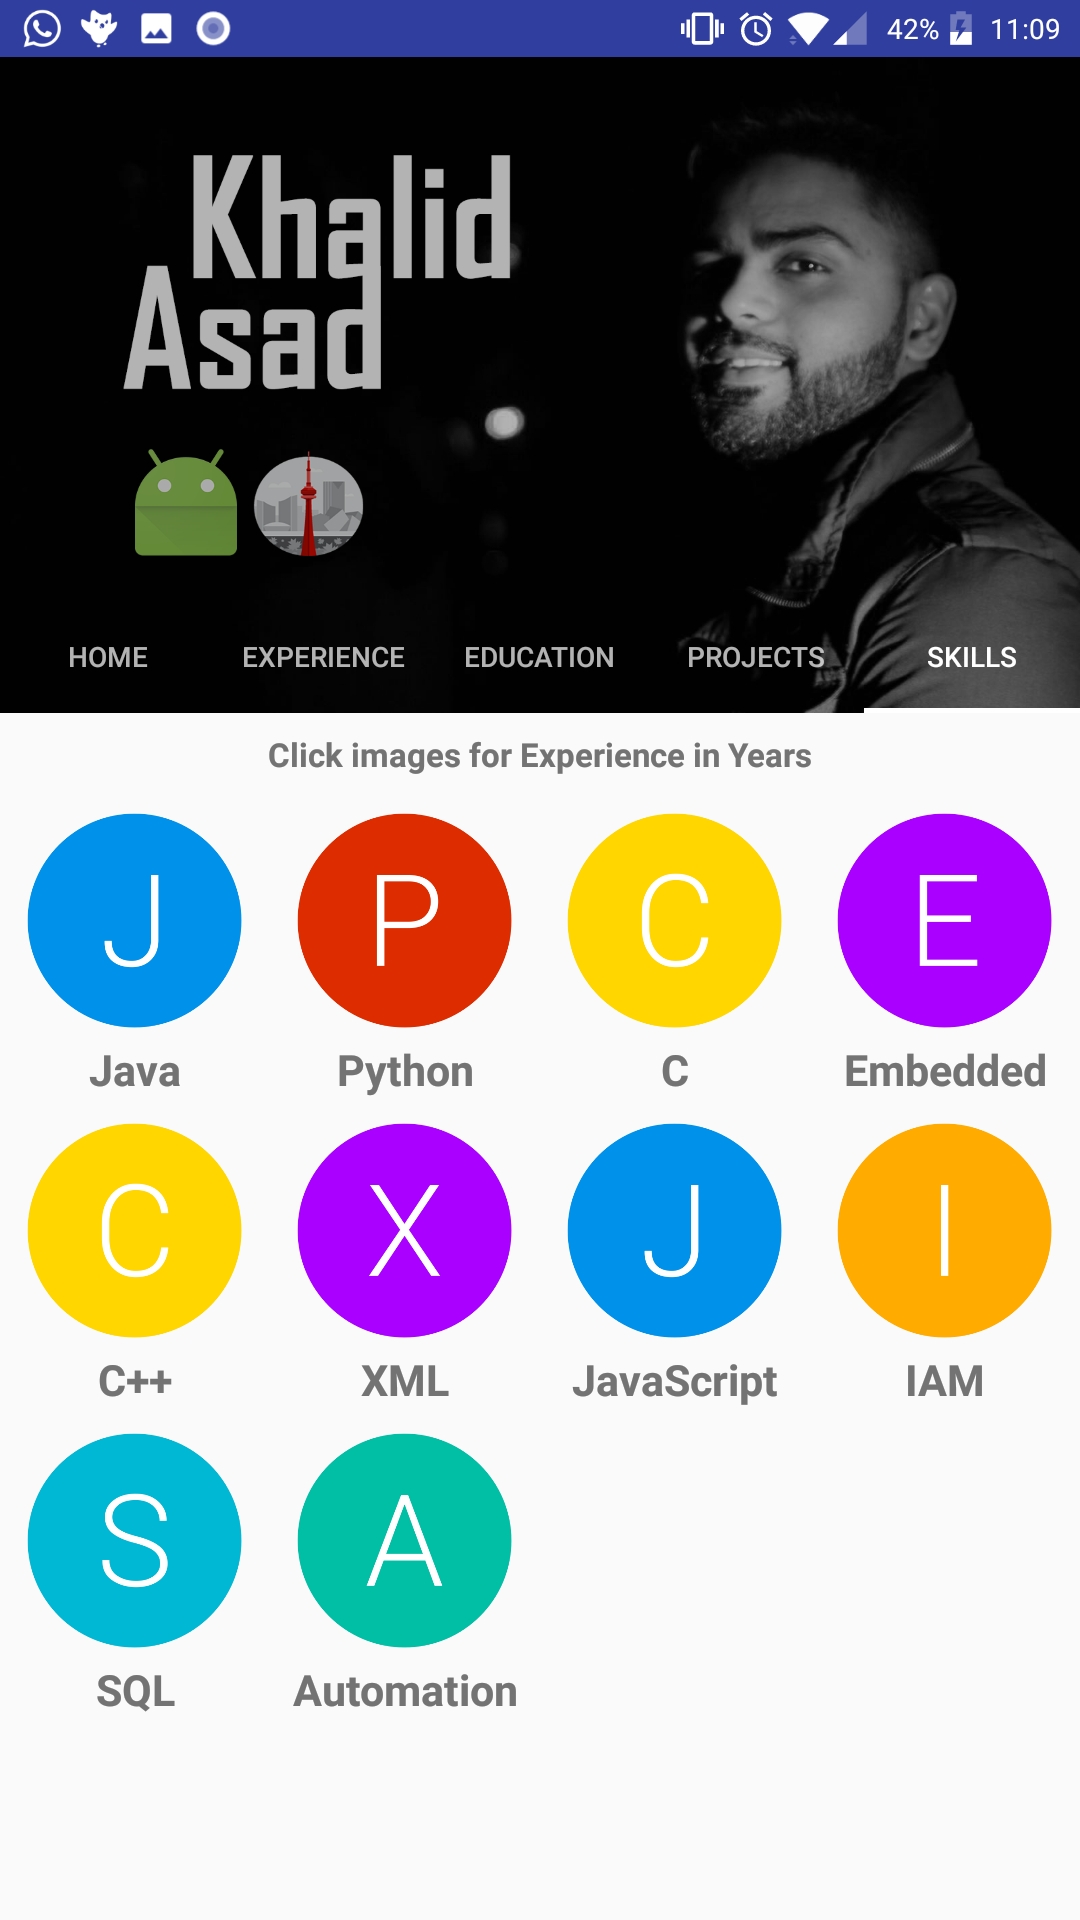 42% 11:09
Khalid
Asad
HOME EXPERIENCE EDUCATION PROJECTS SKILLS
Click images for Experience in Years
J P C E
Java Python C Embedded
C X J I
C++ XML JavaScript IAM
S A
SQL Automation